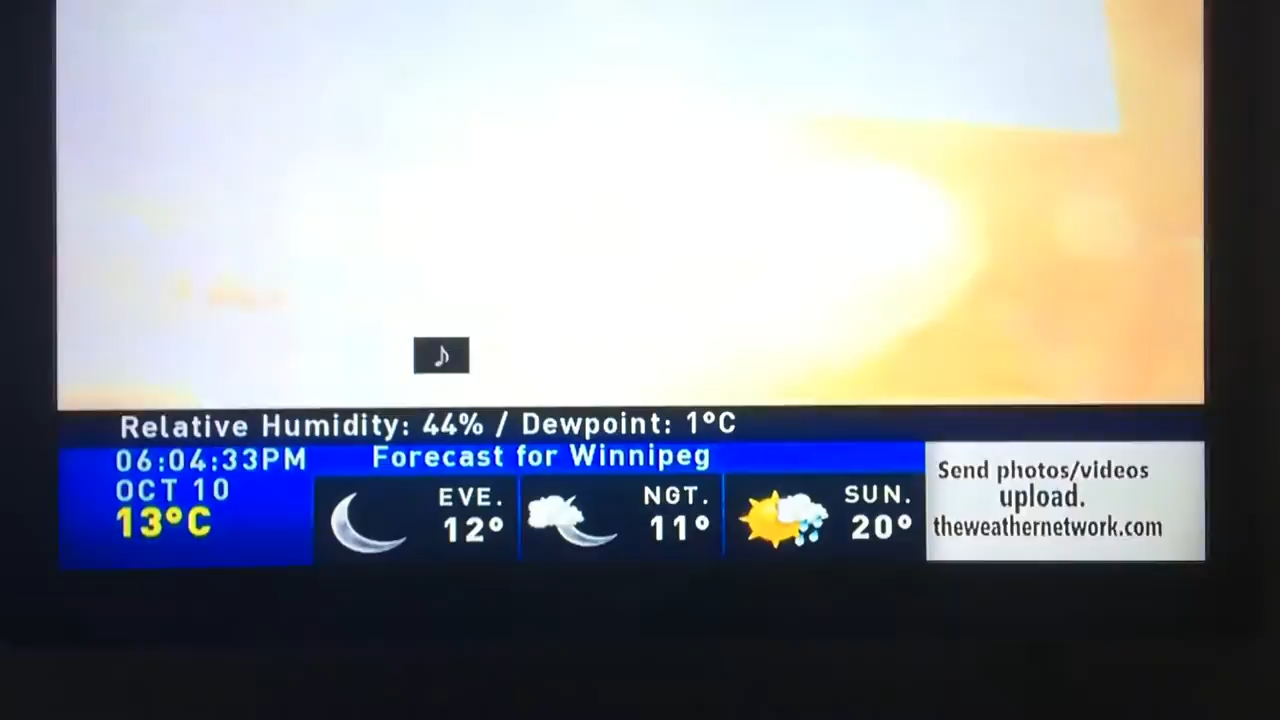 Relative Humidity: 44% / Dewpoint: 1°C
06:04:33PM
OCT 10
13°C
Forecast for Winnipeg
EVE.
12°
NGT.
11°
SUN.
20°
Send photos/videos
upload.
theweathernetwork.com